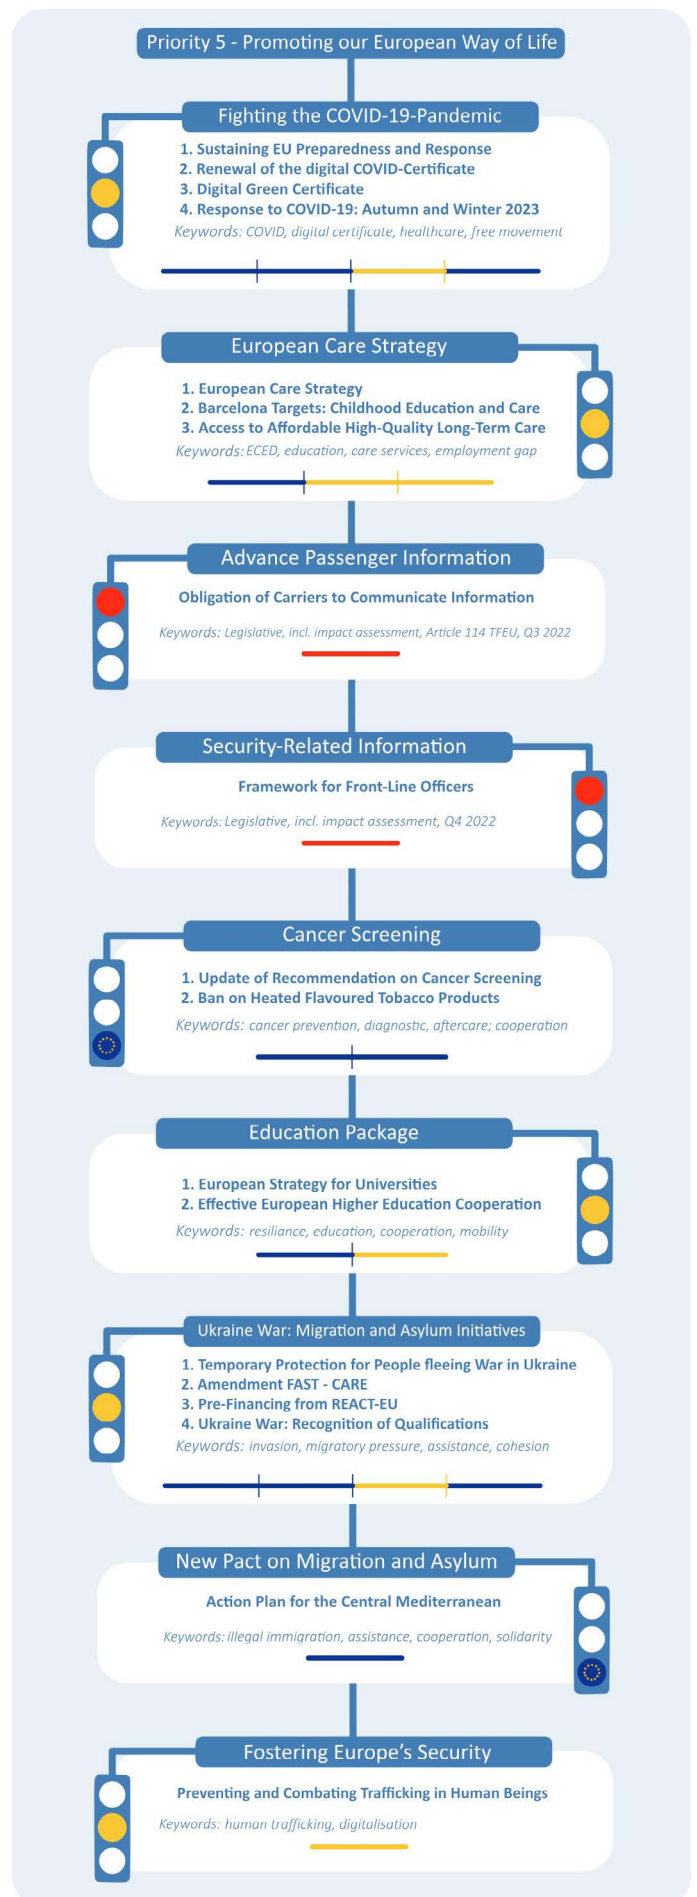 Priority 5 - Promoting our European Way of Life
Fighting the COVID-19-Pandemic
1. Sustaining EU Preparedness and Response
2. Renewal of the digital COVID-Certificate
3. Digital Green Certificate
4. Response to COVID-19: Autumn and Winter 2023
Keywords: COVID, digital certificate, healthcare, free movement
European Care Strategy
1. European Care Strategy
2. Barcelona Targets: Childhood Education and Care
3. Access to Affordable High-Quality Long-Term Care
Keywords: ECED, education, care services, employment gap
Advance Passenger Information
Obligation of Carriers to Communicate Information
Keywords: Legislative, incl. impact assessment, Article 114 TFEU, Q3 2022
Security-Related Information
Framework for Front-Line Officers
Keywords: Legislative, incl. impact assessment, Q4 2022
Cancer Screening
1. Update of Recommendation on Cancer Screening
2. Ban on Heated Flavoured Tobacco Products
Keywords: cancer prevention, diagnostic, aftercare; cooperation
Education Package
1. European Strategy for Universities
2. Effective European Higher Education Cooperation
Keywords: resiliance, education, cooperation, mobility
Ukraine War: Migration and Asylum Initiatives
1. Temporary Protection for People fleeing War in Ukraine
2. Amendment FAST - CARE
3. Pre-Financing from REACT-EU
4. Ukraine War: Recognition of Qualifications
Keywords: invasion, migratory pressure, assistance, cohesion
New Pact on Migration and Asylum
Action Plan for the Central Mediterranean
Keywords: illegal immigration, assistance, cooperation, solidarity
Fostering Europe's Security
Preventing and Combating Trafficking in Human Beings
Keywords: human trafficking, digitalisation